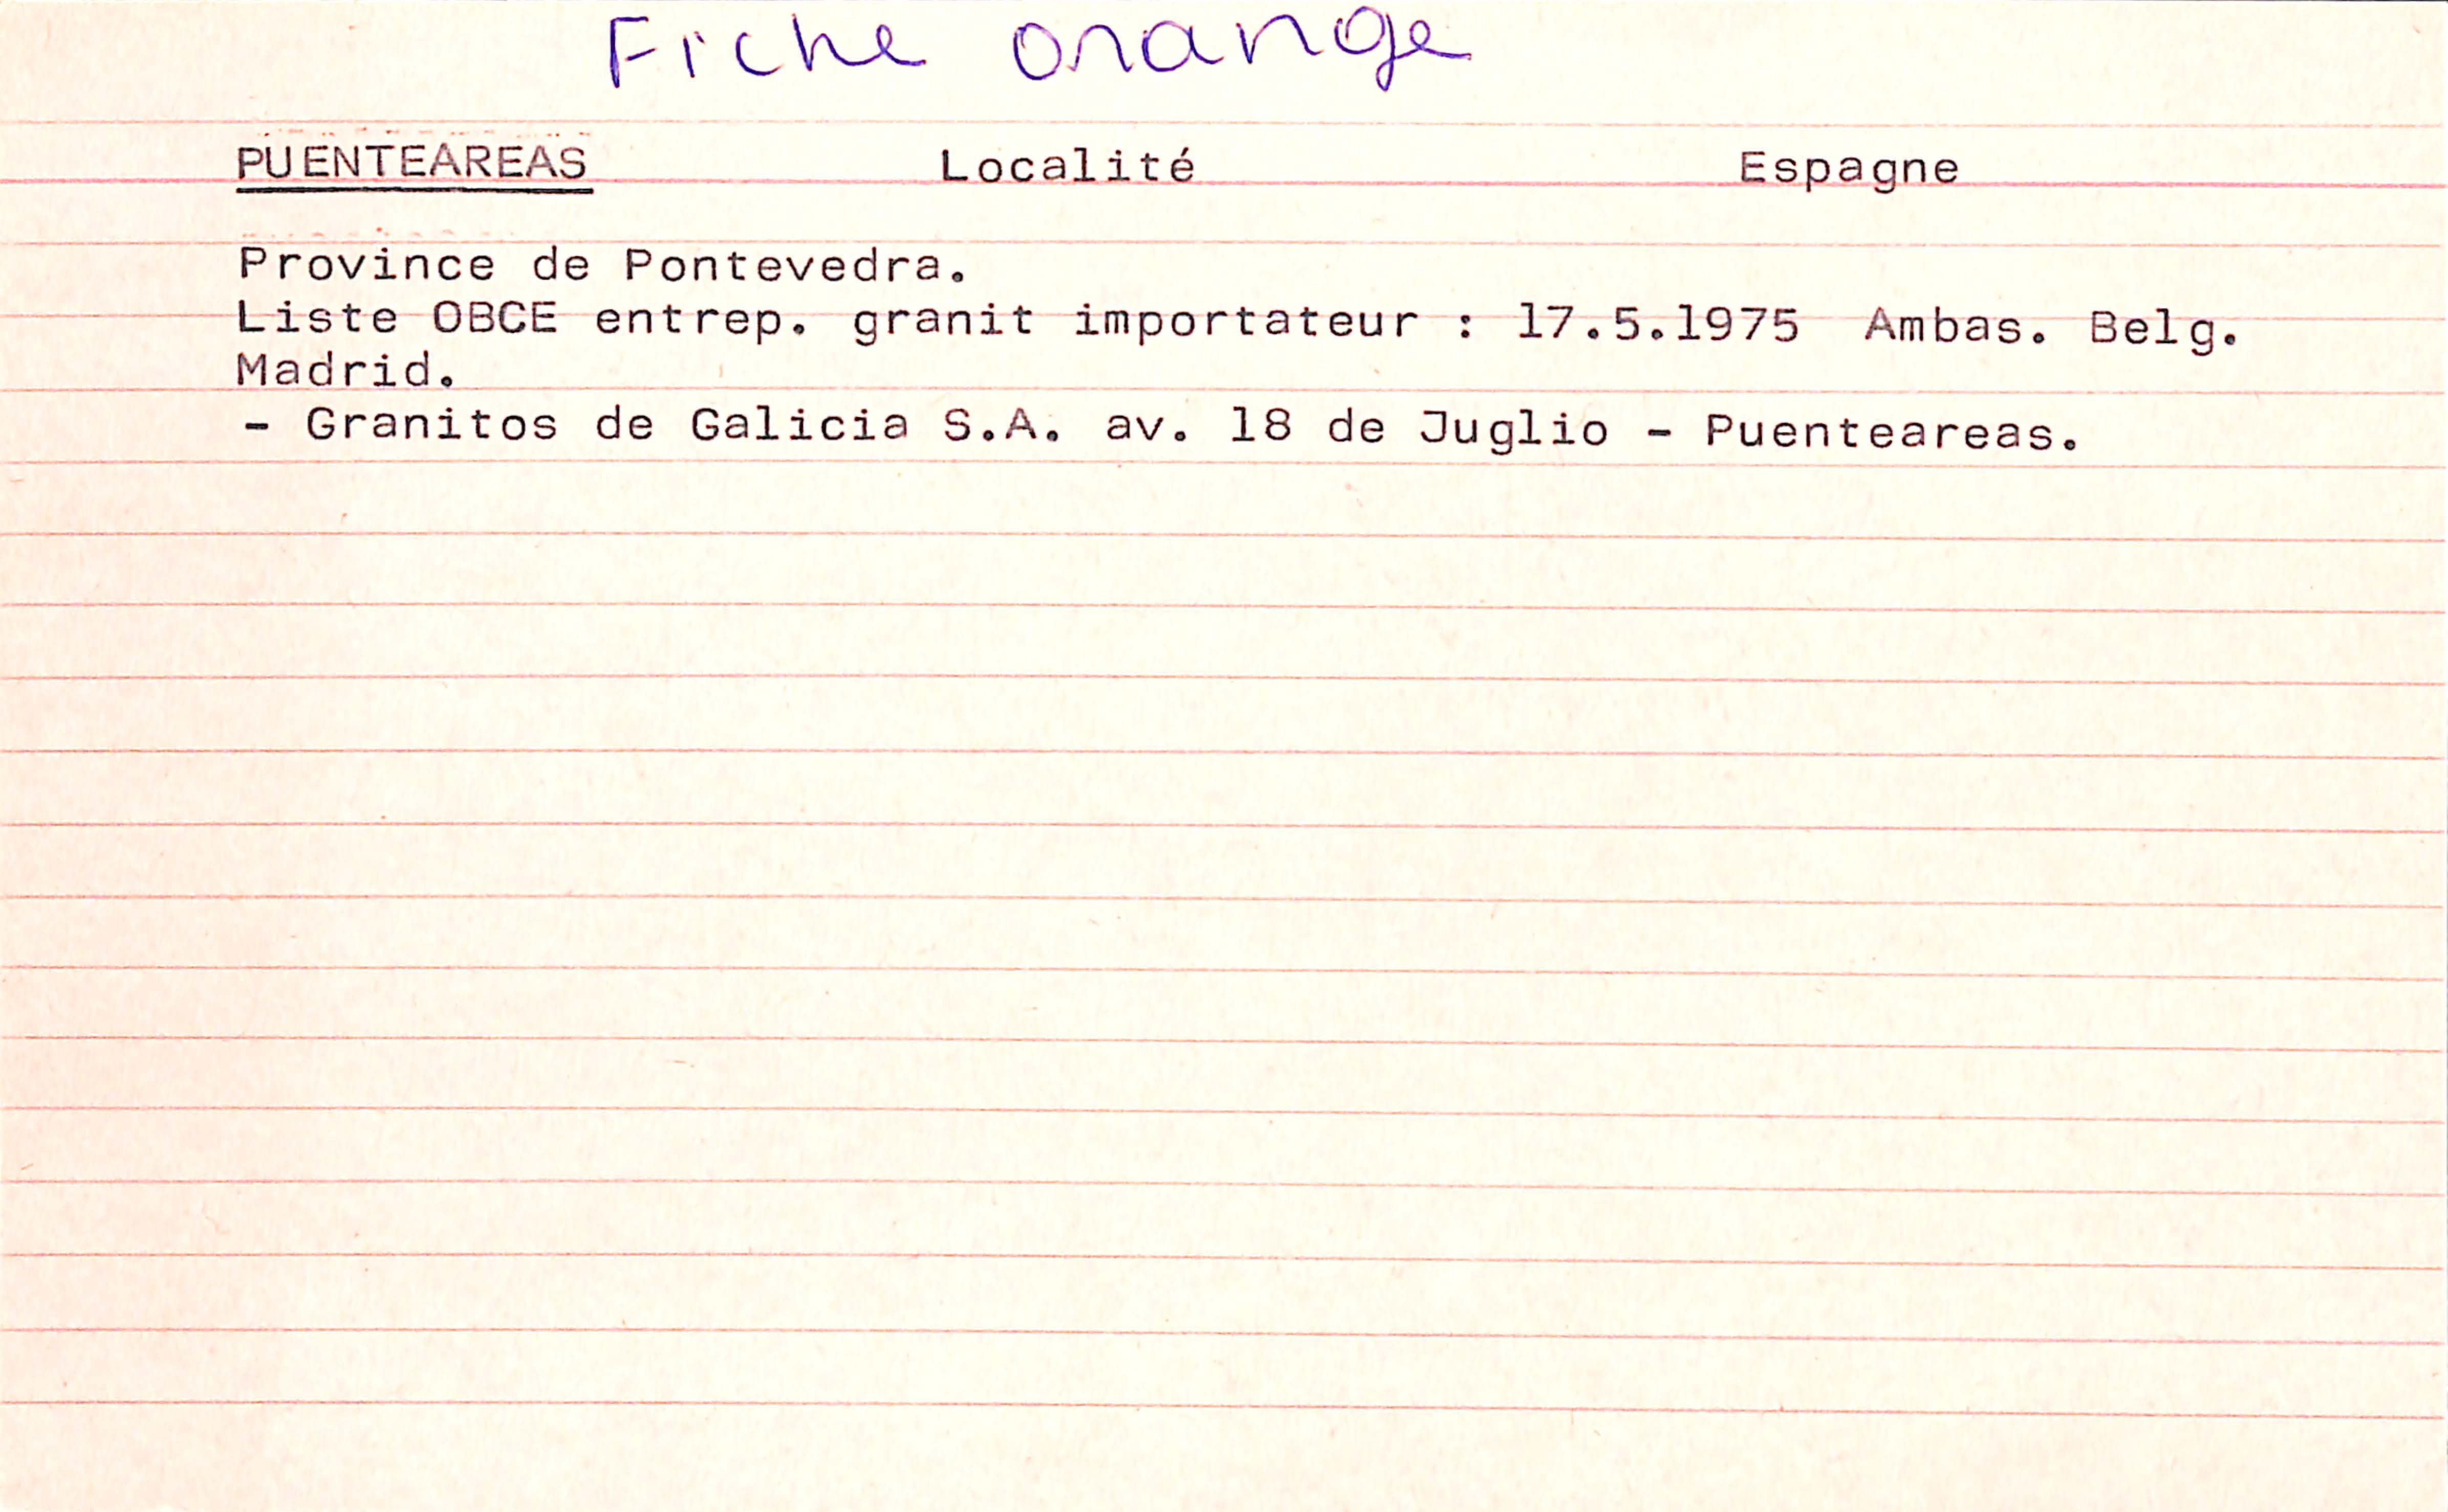 Fiche orange
PUENTEAREAS Localité Espagne
Province de Pontevedra.
Liste OBCE entrep. granit importateur : 17.5.1975 Ambas. Belg.
Madrid.
- Granitos de Galicia S.A. av. 18 de Juglio - Puenteareas.